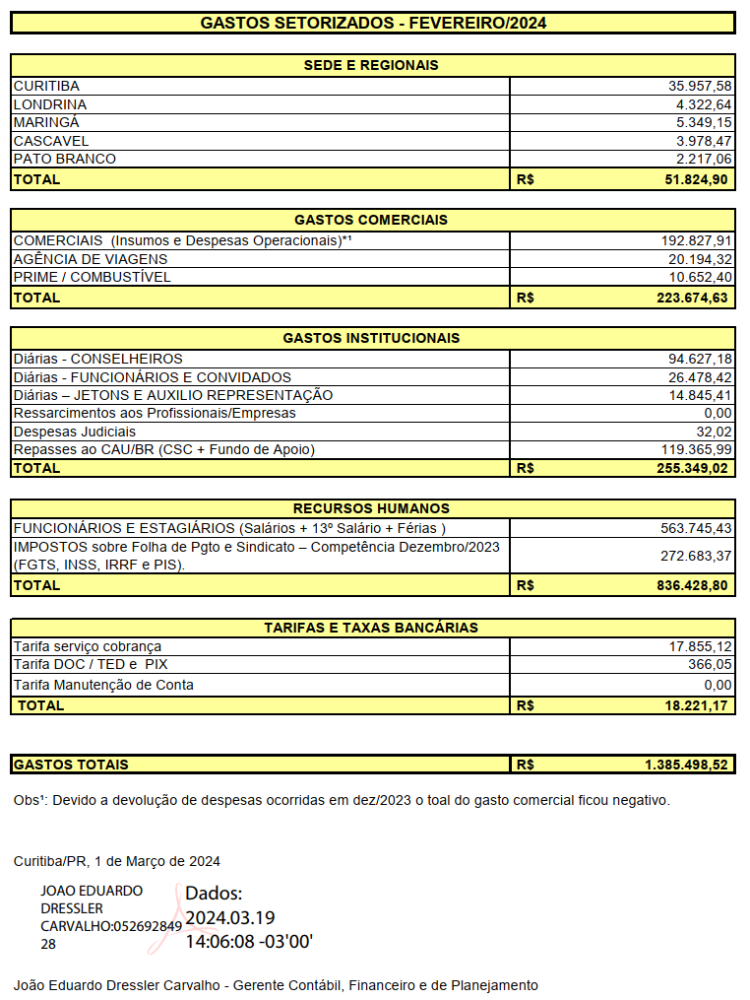 GASTOS SETORIZADOS - FEVEREIRO/2024
SEDE E REGIONAIS
CURITIBA 35.957,58
LONDRINA 4.322,64
MARINGÁ 5.349,15
CASCAVEL 3.978,47
PATO BRANCO 2.217,06
TOTAL R$ 51.824,90
GASTOS COMERCIAIS
COMERCIAIS (Insumos e Despesas Operacionais)*¹ 192.827,91
AGÊNCIA DE VIAGENS 20.194,32
PRIME / COMBUSTÍVEL 10.652,40
TOTAL R$ 223.674,63
GASTOS INSTITUCIONAIS
Diárias - CONSELHEIROS 94.627,18
Diárias - FUNCIONÁRIOS E CONVIDADOS 26.478,42
Diárias – JETONS E AUXILIO REPRESENTAÇÃO 14.845,41
Ressarcimentos aos Profissionais/Empresas 0,00
Despesas Judiciais 32,02
Repasses ao CAU/BR (CSC + Fundo de Apoio) 119.365,99
TOTAL R$ 255.349,02
RECURSOS HUMANOS
FUNCIONÁRIOS E ESTAGIÁRIOS (Salários + 13º Salário + Férias ) 563.745,43
IMPOSTOS sobre Folha de Pgto e Sindicato – Competência Dezembro/2023
(FGTS, INSS, IRRF e PIS). 272.683,37
TOTAL R$ 836.428,80
TARIFAS E TAXAS BANCÁRIAS
Tarifa serviço cobrança 17.855,12
Tarifa DOC / TED e PIX 366,05
Tarifa Manutenção de Conta 0,00
TOTAL R$ 18.221,17
GASTOS TOTAIS R$ 1.385.498,52
Obs¹: Devido a devolução de despesas ocorridas em dez/2023 o toal do gasto comercial ficou negativo.
Curitiba/PR, 1 de Março de 2024
JOAO EDUARDO
DRESSLER
CARVALHO:052692849
28
Dados:
2024.03.19
14:06:08 -03'00'
João Eduardo Dressler Carvalho - Gerente Contábil, Financeiro e de Planejamento